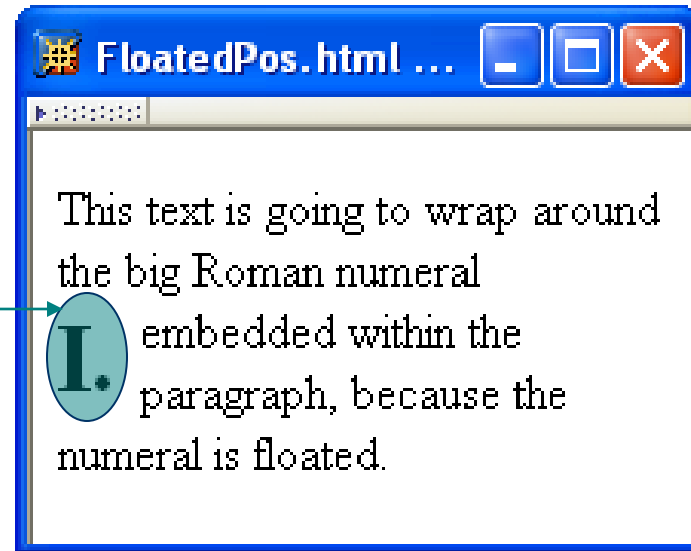 FloatedPos.html ...
This text is going to wrap around
the big Roman numeral
I. embedded within the
paragraph, because the
numeral is floated.